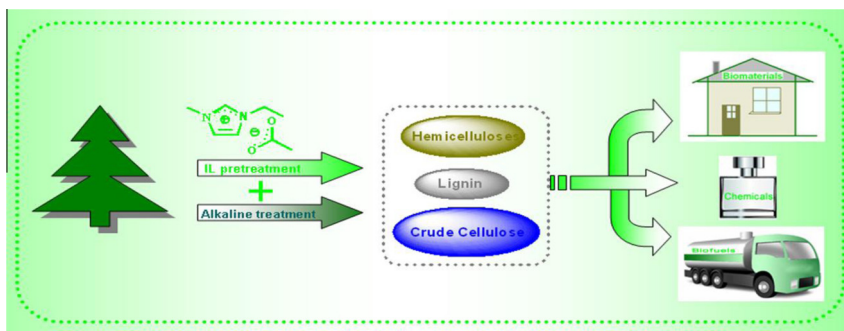 N
N
⊕
⊖
O
O
IL pretreatment
+
Alkaline treatment
Hemicelluloses
Lignin
Crude Cellulose
Biomaterials
Chemicals
Biofuels